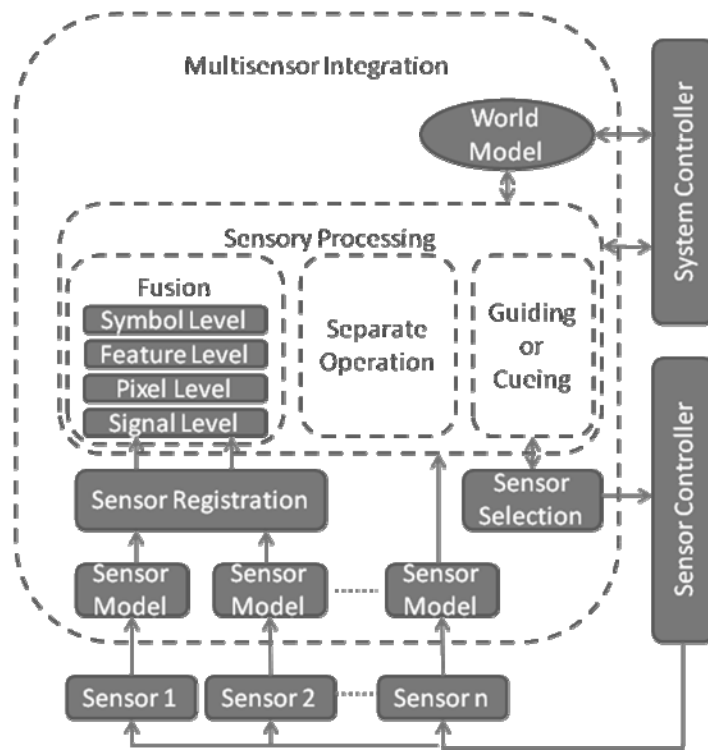 Multisensor Integration
World
Model
System Controller
Sensory Processing
Fusion
Symbol Level
Feature Level
Pixel Level
Signal Level
Separate
Operation
Guiding
or
Cueing
Sensor Registration
Sensor
Selection
Sensor Controller
Sensor
Model
Sensor
Model
Sensor
Model
Sensor 1
Sensor 2
Sensor n